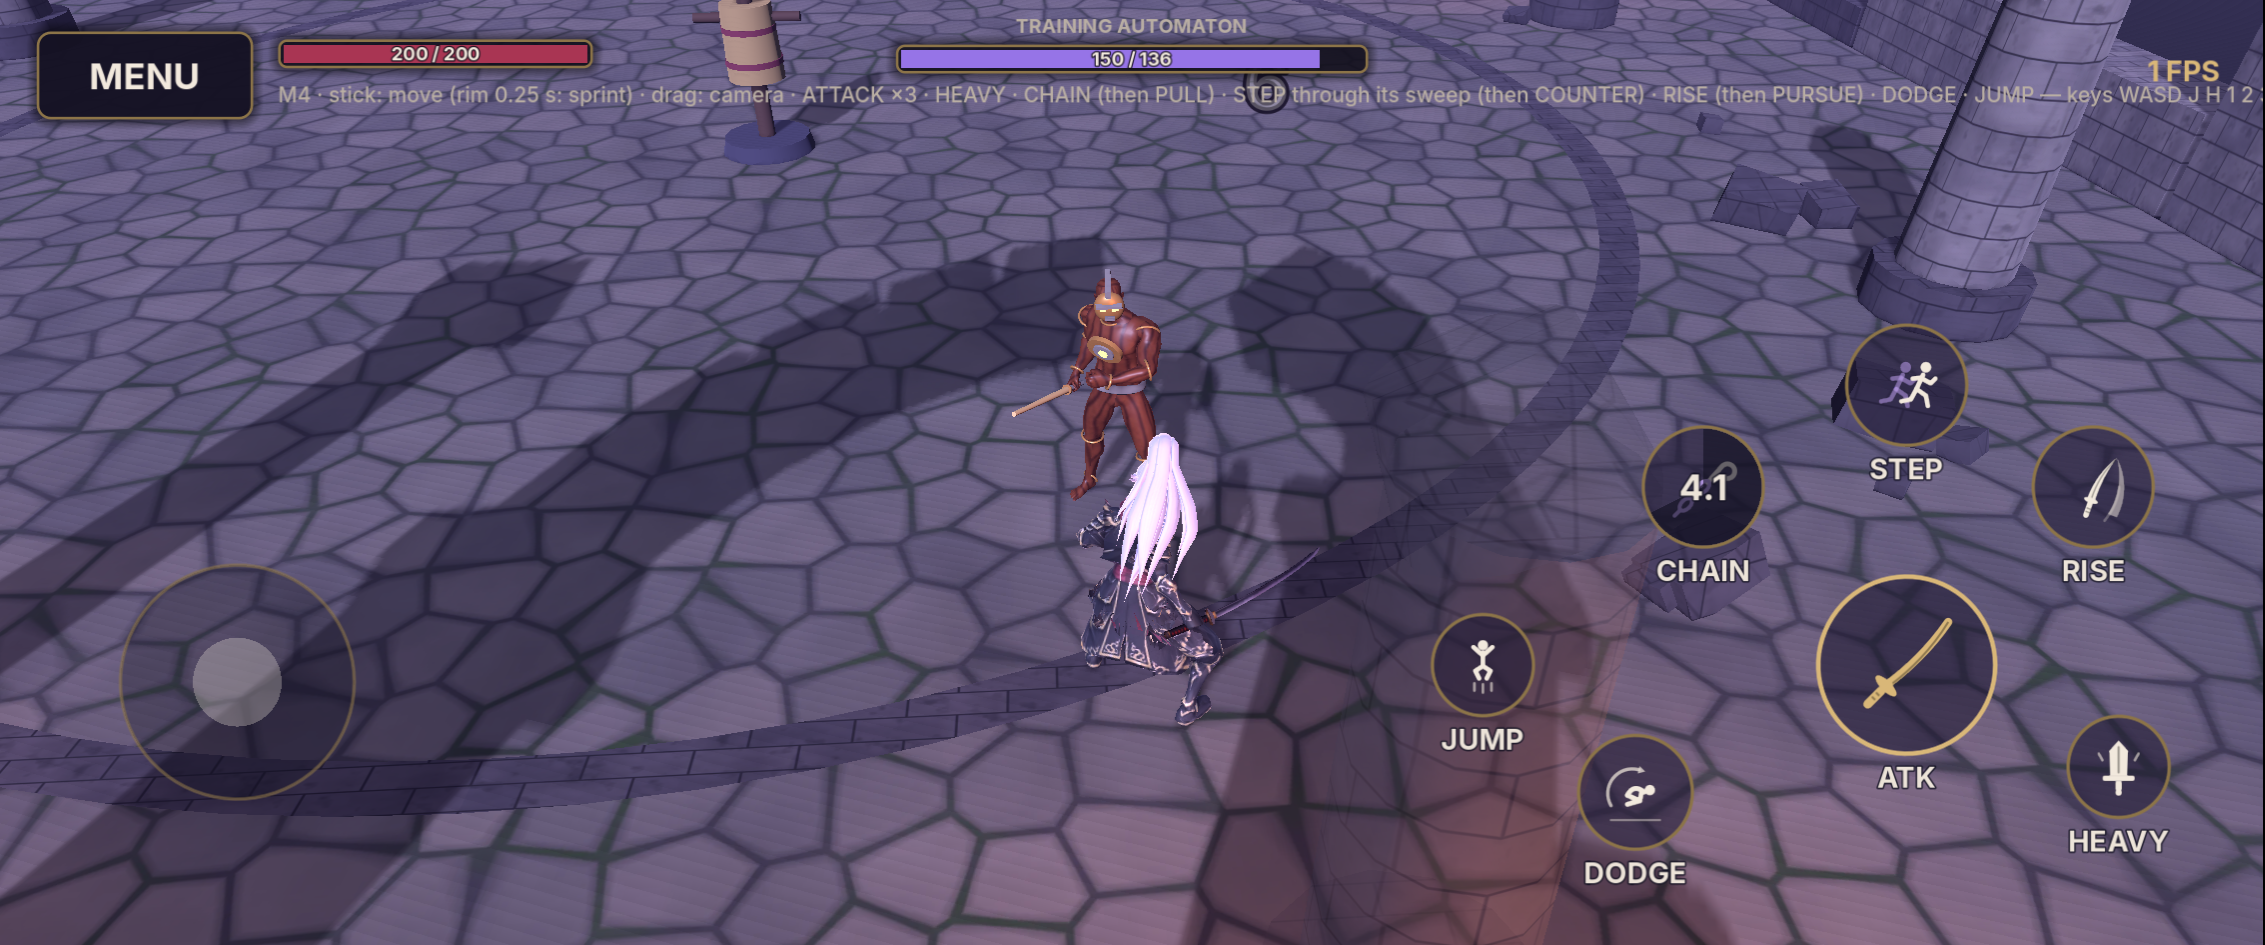 TRAINING AUTOMATON
MENU
200 / 200
150 / 136
1 FPS
M4 · stick: move (rim 0.25 s: sprint) · drag: camera · ATTACK ×3 · HEAVY · CHAIN (then PULL) · STEP through its sweep (then COUNTER) · RISE (then PURSUE) · DODGE · JUMP — keys WASD J H 1 2
STEP
4.1
CHAIN
RISE
JUMP
ATK
DODGE
HEAVY